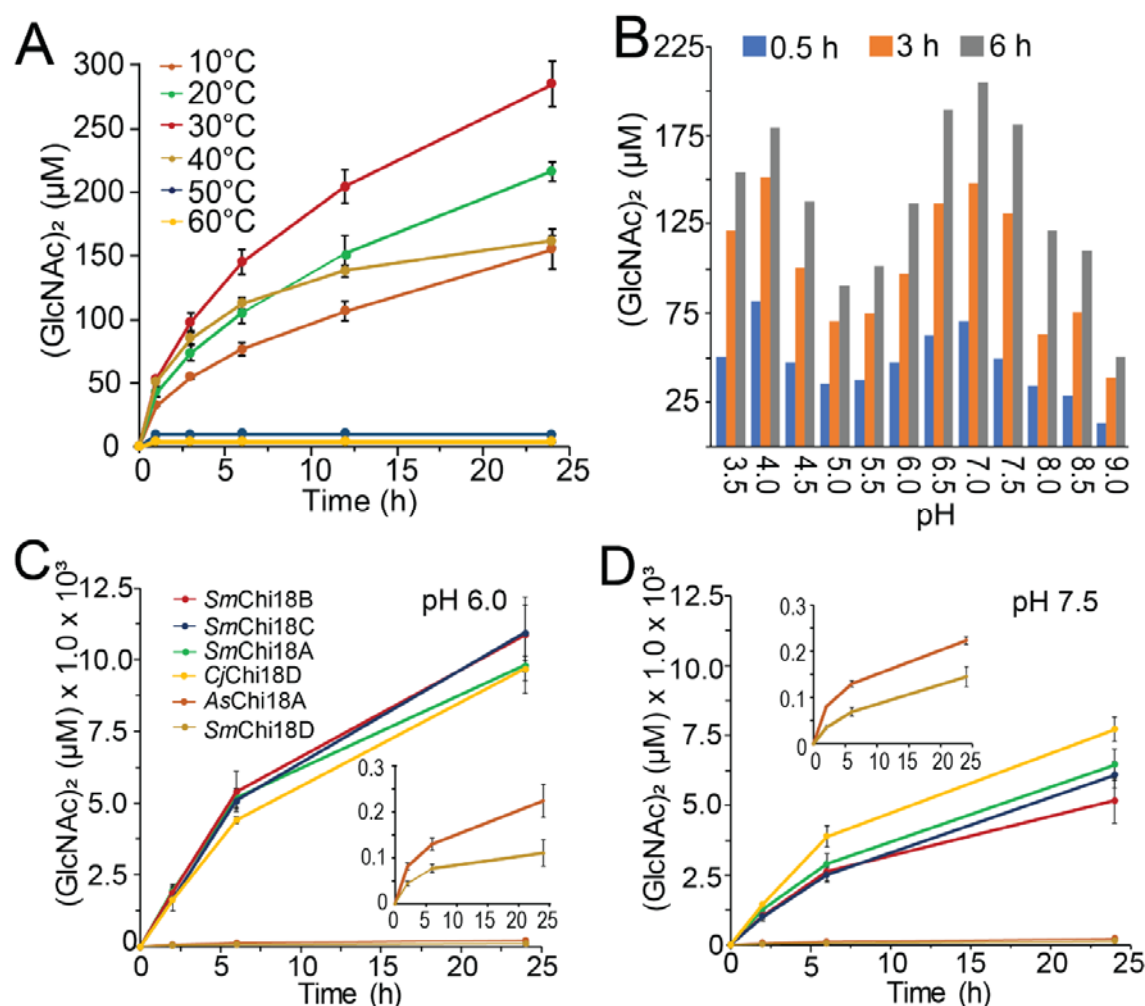 A
(GlcNAc)₂ (µM)
300
250
200
150
100
50
0
10°C
20°C
30°C
40°C
50°C
60°C
0 5 10 15 20 25
Time (h)
B
(GlcNAc)₂ (µM)
225
175
125
75
25
0.5 h 3 h 6 h
3.5 4.0 4.5 5.0 5.5 6.0 6.5 7.0 7.5 8.0 8.5 9.0
pH
C
(GlcNAc)₂ (µM) x 1.0 x 10³
12.5
10.0
7.5
5.0
2.5
0
SmChi18B
SmChi18C
SmChi18A
CjChi18D
AsChi18A
SmChi18D
pH 6.0
0.3
0.2
0.1
0
0 5 10 15 20 25
0 5 10 15 20 25
Time (h)
D
(GlcNAc)₂ (µM) x 1.0 x 10³
12.5
10.0
7.5
5.0
2.5
0
pH 7.5
0.3
0.2
0.1
0
0 5 10 15 20 25
0 5 10 15 20 25
Time (h)